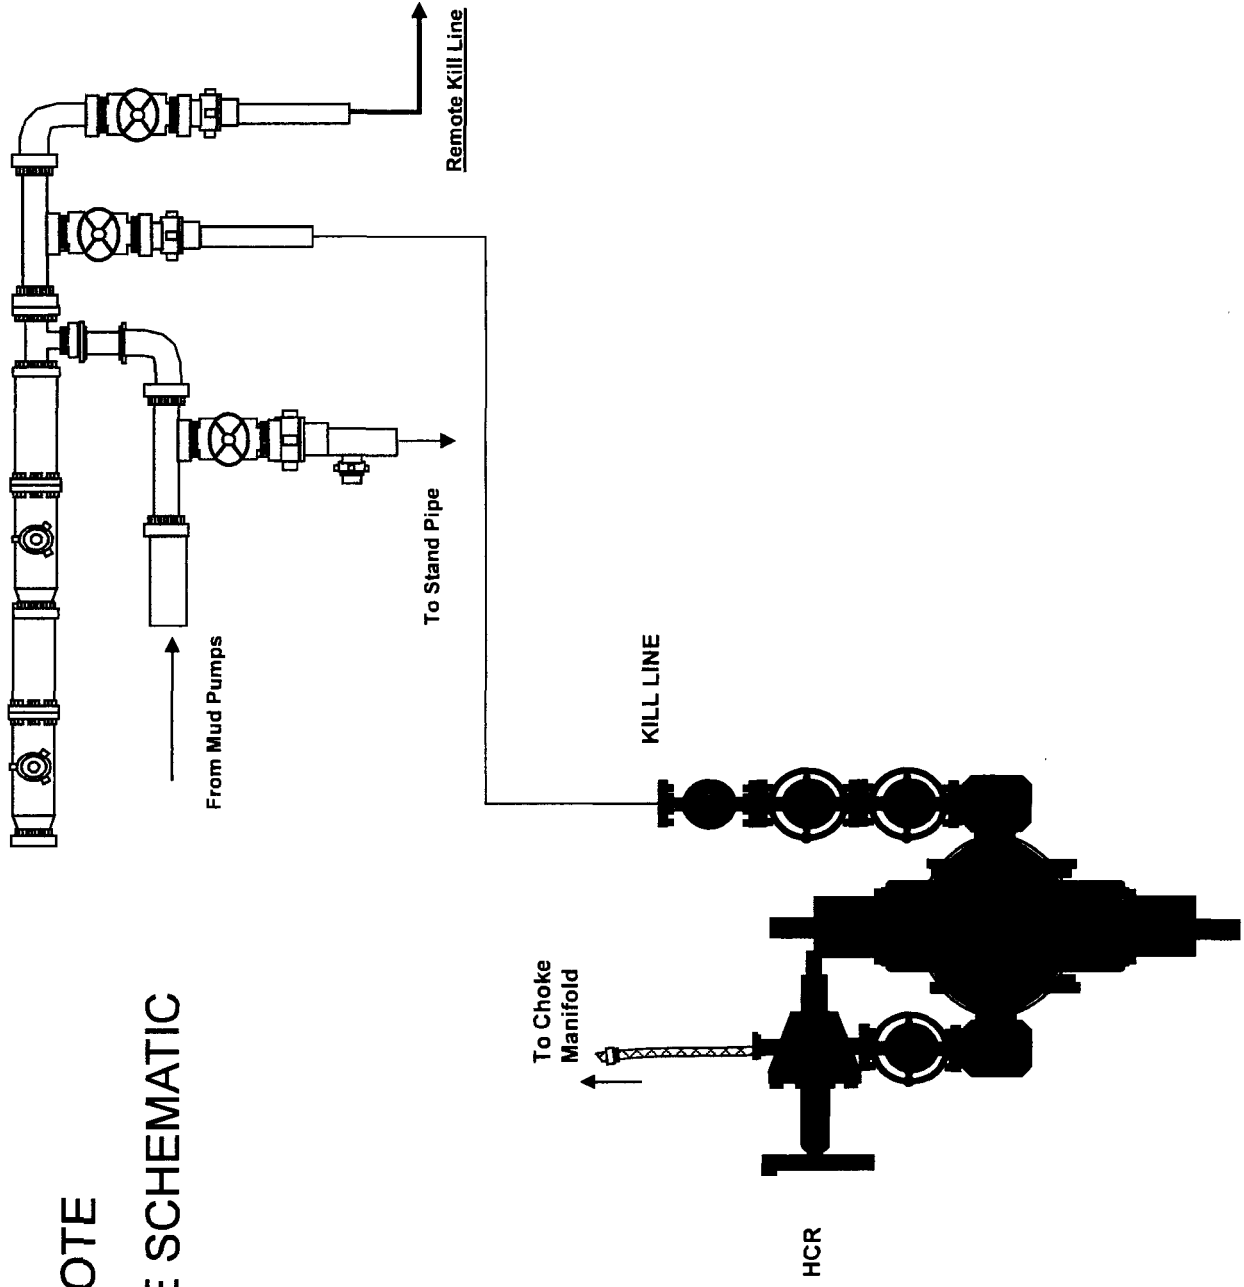 OTE
E SCHEMATIC
Remote Kill Line
To Stand Pipe
From Mud Pumps
KILL LINE
To Choke
Manifold
HCR